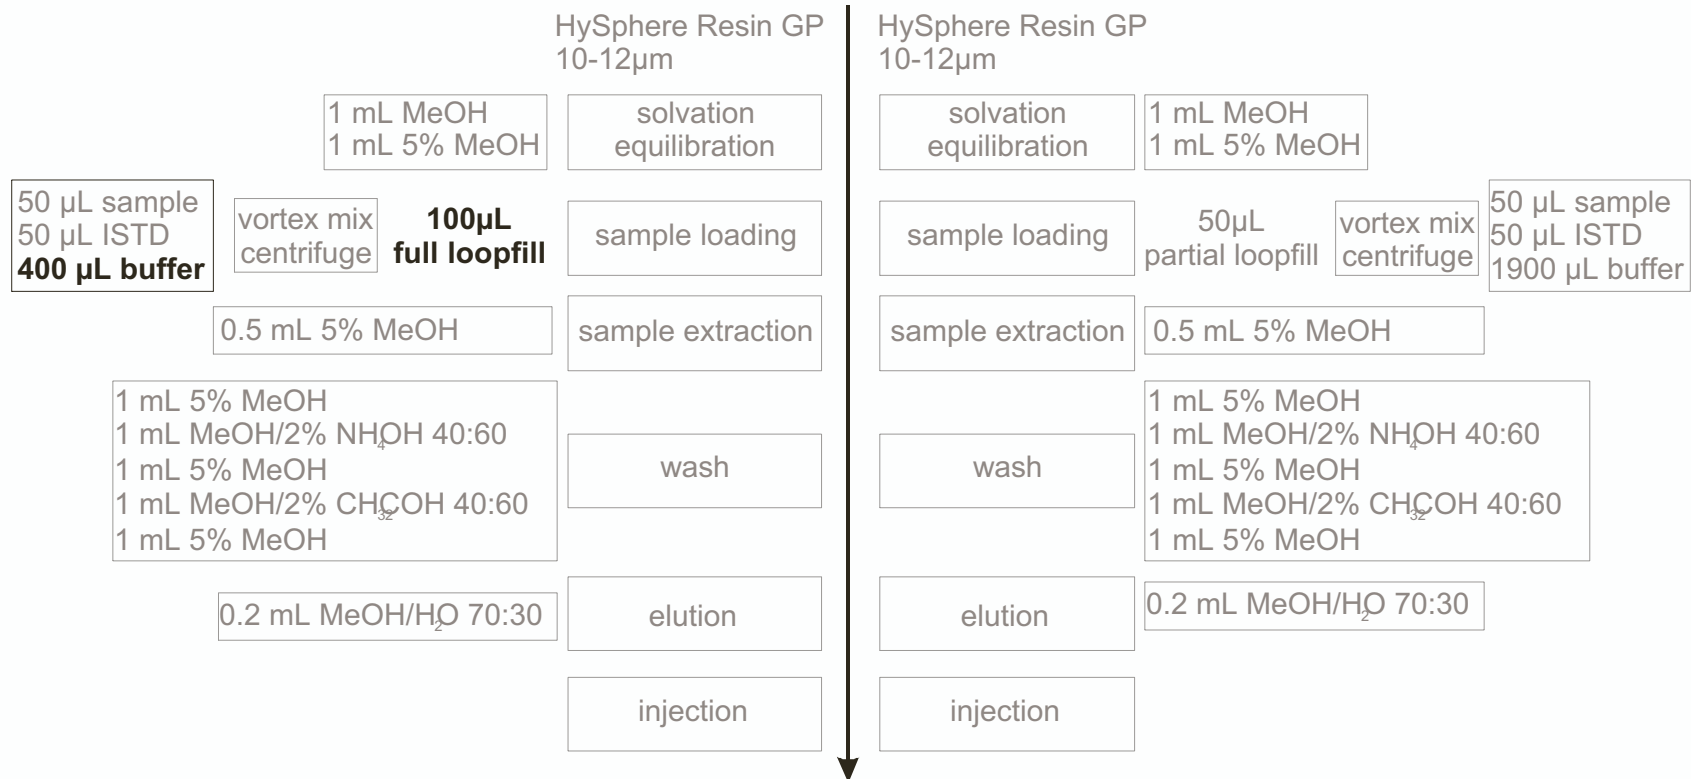 HySphere Resin GP
10-12µm
1 mL MeOH
1 mL 5% MeOH
solvation
equilibration
50 µL sample
50 µL ISTD
400 µL buffer
vortex mix
centrifuge
100µL
full loopfill
sample loading
0.5 mL 5% MeOH
sample extraction
1 mL 5% MeOH
1 mL MeOH/2% NH₄OH 40:60
1 mL 5% MeOH
1 mL MeOH/2% CH₃CO₂H 40:60
1 mL 5% MeOH
wash
0.2 mL MeOH/H₂O 70:30
elution
injection
HySphere Resin GP
10-12µm
solvation
equilibration
1 mL MeOH
1 mL 5% MeOH
sample loading
50µL
partial loopfill
vortex mix
centrifuge
50 µL sample
50 µL ISTD
1900 µL buffer
sample extraction
0.5 mL 5% MeOH
wash
1 mL 5% MeOH
1 mL MeOH/2% NH₄OH 40:60
1 mL 5% MeOH
1 mL MeOH/2% CH₃CO₂H 40:60
1 mL 5% MeOH
elution
0.2 mL MeOH/H₂O 70:30
injection